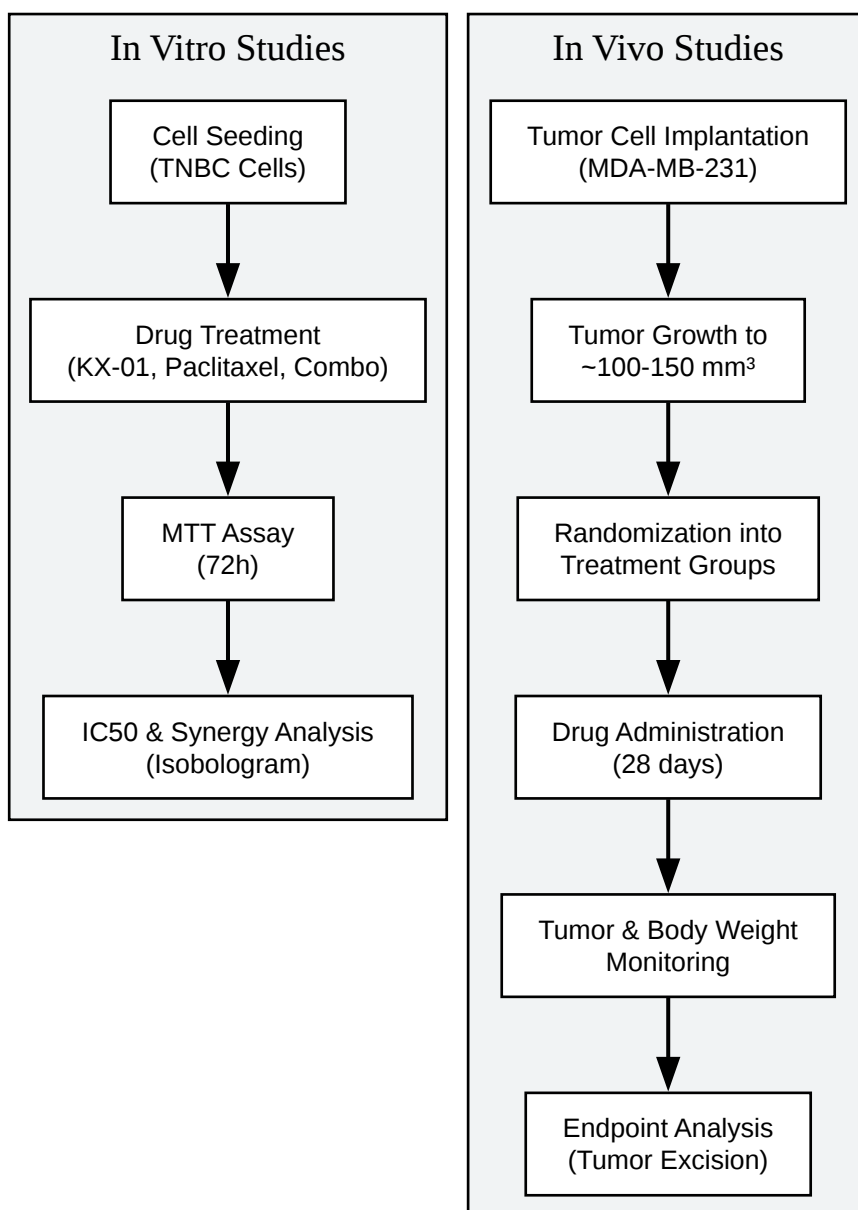 In Vitro Studies
Cell Seeding
(TNBC Cells)
Drug Treatment
(KX-01, Paclitaxel, Combo)
MTT Assay
(72h)
IC50 & Synergy Analysis
(Isobologram)
In Vivo Studies
Tumor Cell Implantation
(MDA-MB-231)
Tumor Growth to
~100-150 mm³
Randomization into
Treatment Groups
Drug Administration
(28 days)
Tumor & Body Weight
Monitoring
Endpoint Analysis
(Tumor Excision)